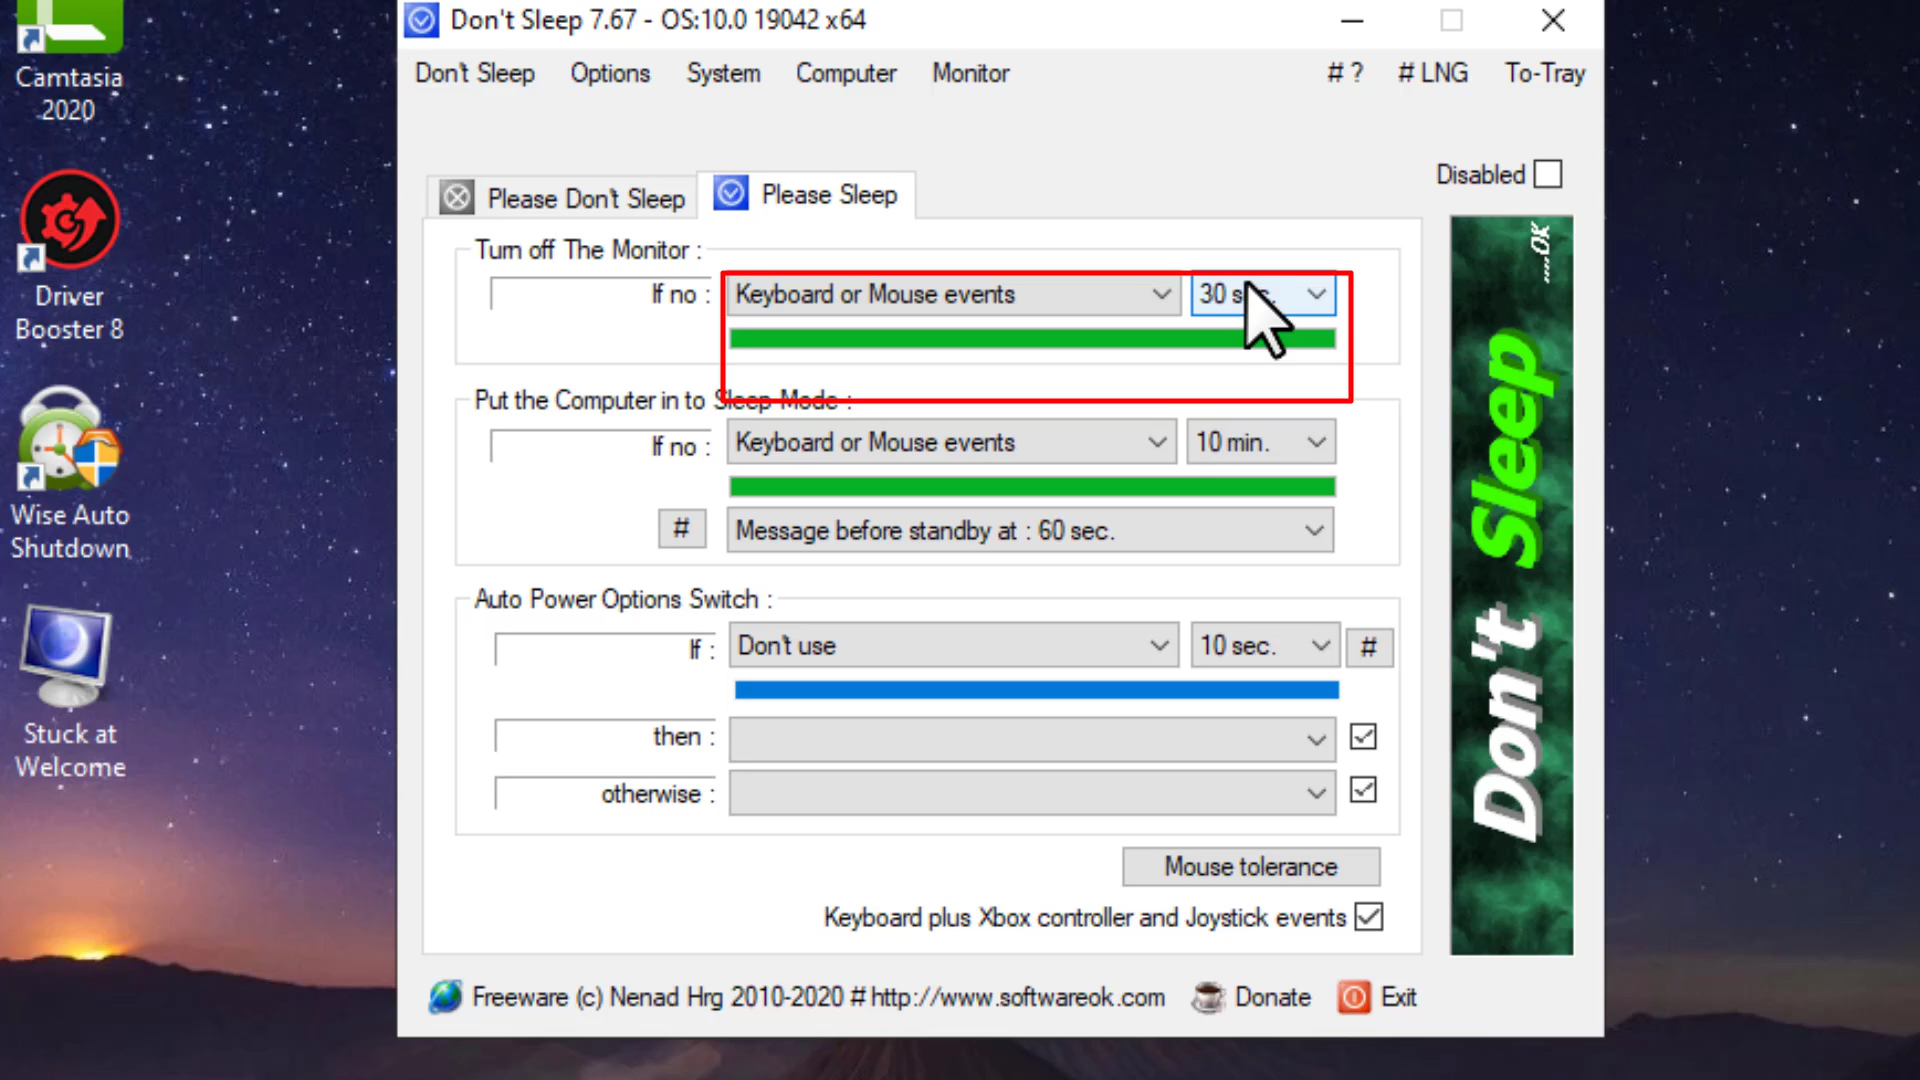 Don't Sleep 7.67 - OS:10.0 19042 x64
Don't Sleep Options System Computer Monitor # ? # LNG To-Tray
Camtasia
2020
Driver
Booster 8
Wise Auto
Shutdown
Stuck at
Welcome
Disabled
Please Don't Sleep Please Sleep
Turn off The Monitor :
If no : Keyboard or Mouse events 30 sec.
Put the Computer in to Sleep Mode :
If no : Keyboard or Mouse events 10 min.
# Message before standby at : 60 sec.
Auto Power Options Switch :
If : Don't use 10 sec. #
then :
otherwise :
Mouse tolerance
Keyboard plus Xbox controller and Joystick events
Don't Sleep
....OK
Freeware (c) Nenad Hrg 2010-2020 # http://www.softwareok.com Donate Exit